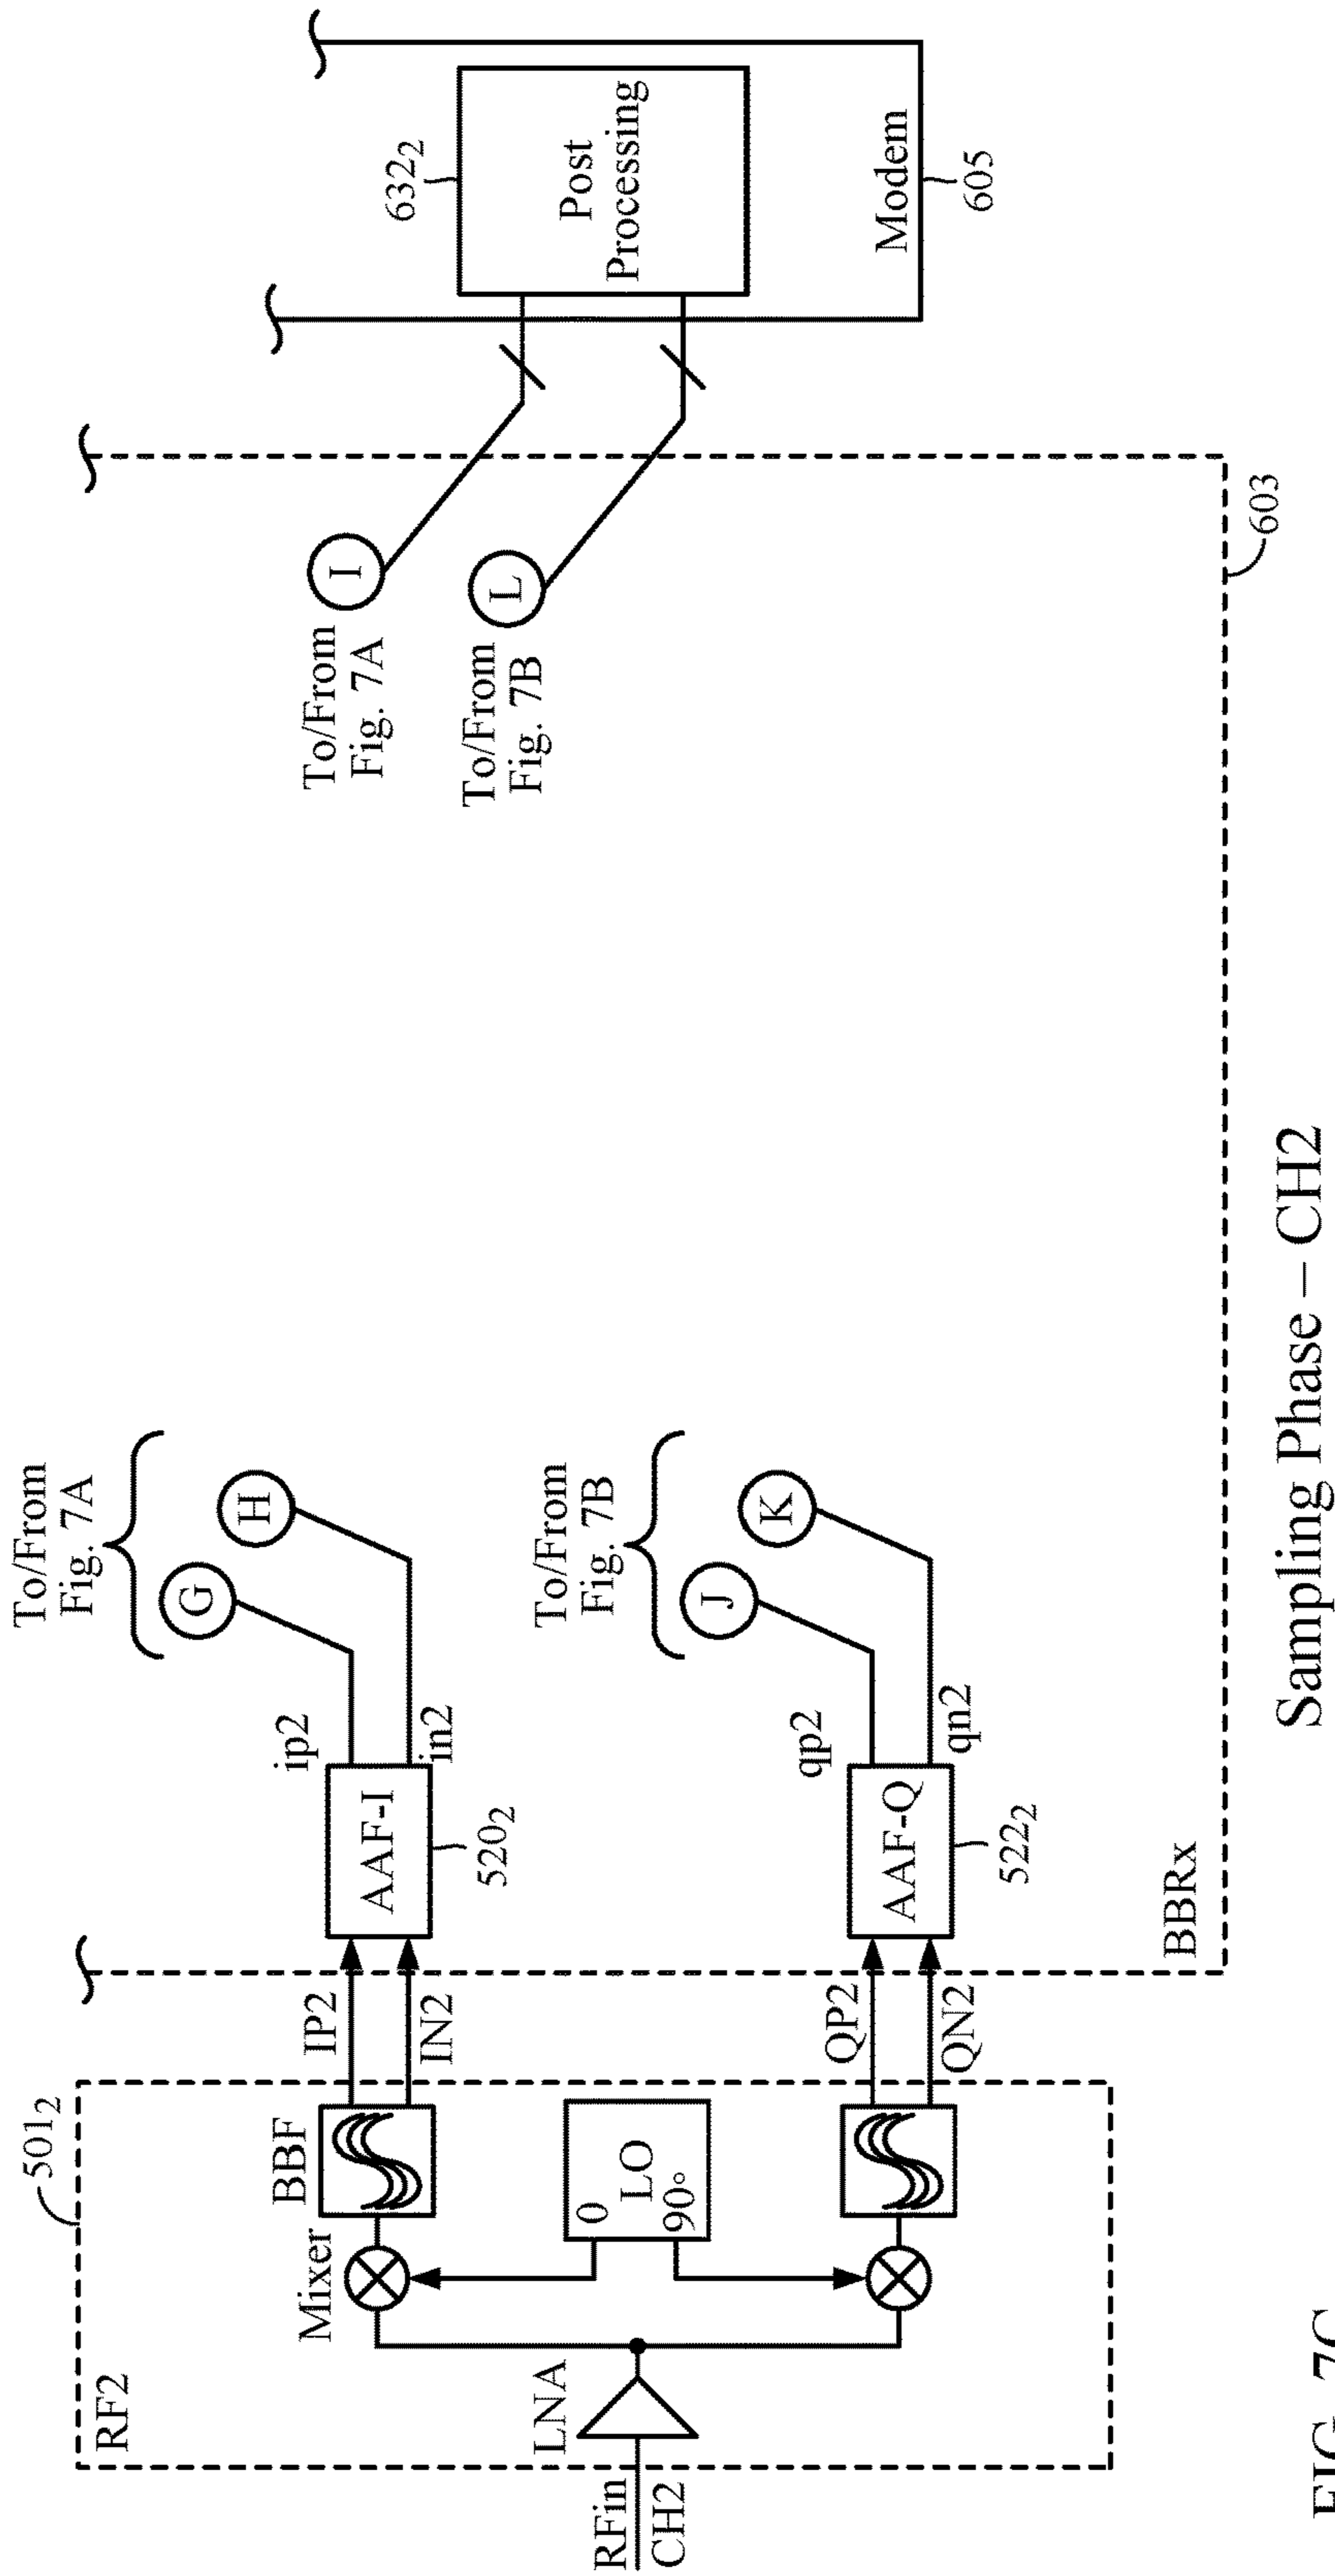 RF2
501₂
RFin
CH2
LNA
Mixer
BBF
0
LO
90°
IP2
IN2
QP2
QN2
AAF-I
520₂
ip2
in2
To/From
Fig. 7A
G
H
AAF-Q
522₂
qp2
qn2
To/From
Fig. 7B
J
K
BBRx
603
To/From
Fig. 7A
I
To/From
Fig. 7B
L
632₂
Post
Processing
Modem
605
Sampling Phase – CH2
FIG. 7C